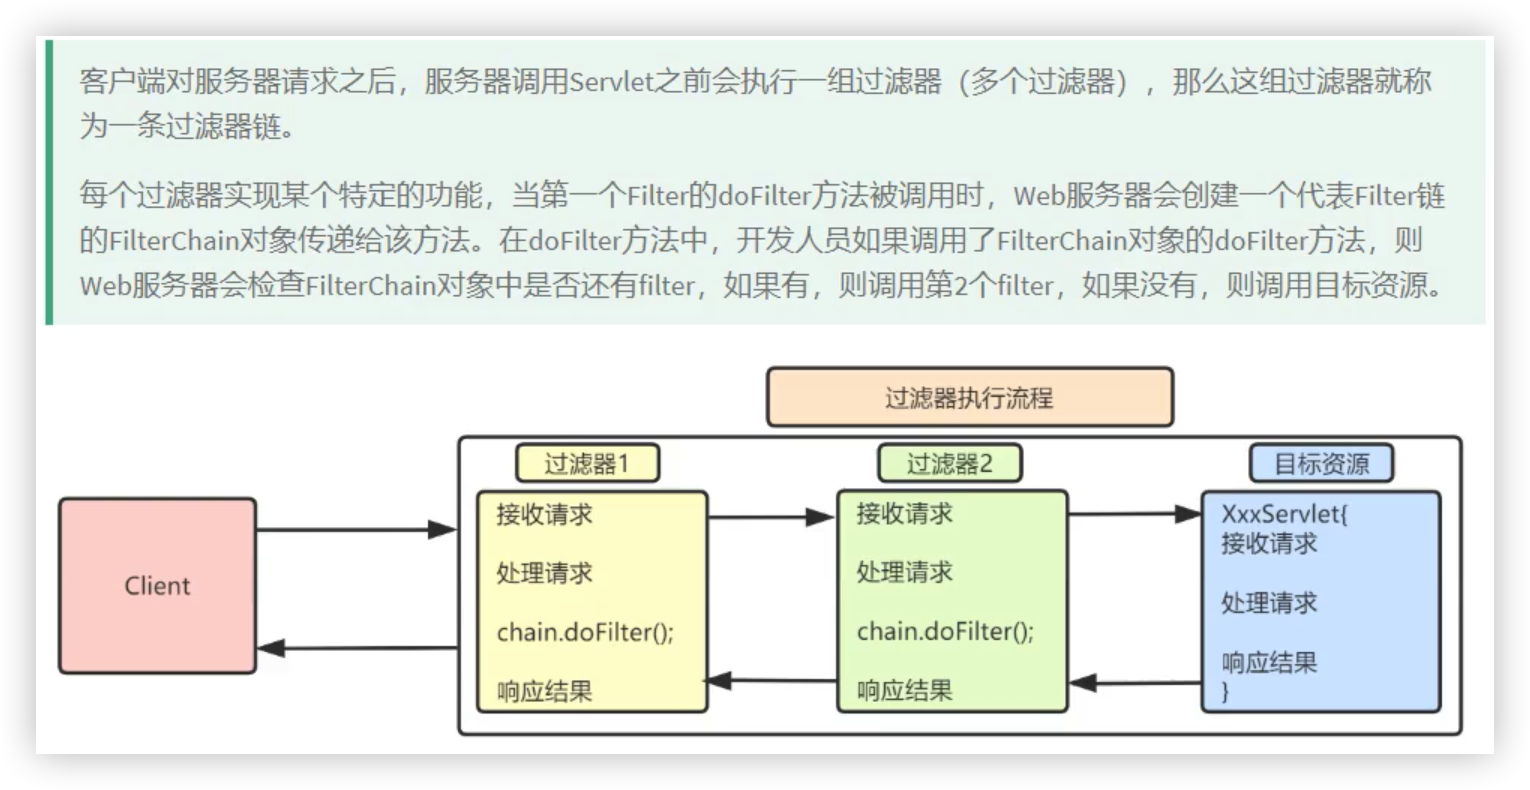 客户端对服务器请求之后，服务器调用Servlet之前会执行一组过滤器（多个过滤器），那么这组过滤器就称
为一条过滤器链。
每个过滤器实现某个特定的功能，当第一个Filter的doFilter方法被调用时，Web服务器会创建一个代表Filter链
的FilterChain对象传递给该方法。在doFilter方法中，开发人员如果调用了FilterChain对象的doFilter方法，则
Web服务器会检查FilterChain对象中是否还有filter，如果有，则调用第2个filter，如果没有，则调用目标资源。
过滤器执行流程
Client
过滤器1
接收请求
处理请求
chain.doFilter();
响应结果
过滤器2
接收请求
处理请求
chain.doFilter();
响应结果
目标资源
XxxServlet{
接收请求
处理请求
响应结果
}